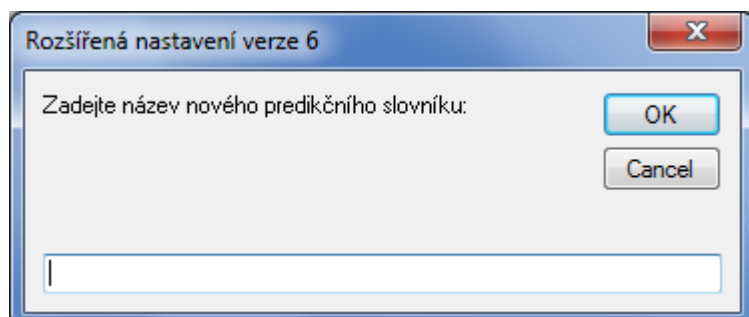 Rozšířená nastavení verze 6
Zadejte název nového predikčního slovníku:
OK
Cancel